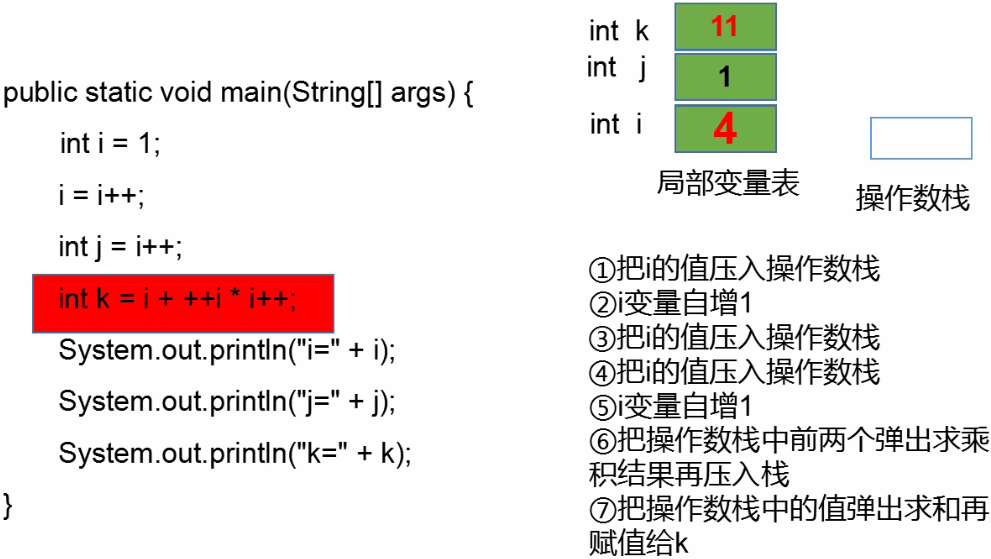 public static void main(String[] args) {
int i = 1;
i = i++;
int j = i++;
int k = i + ++i * i++;
System.out.println("i=" + i);
System.out.println("j=" + j);
System.out.println("k=" + k);
}
int k 11
int j 1
int i 4
局部变量表
操作数栈
①把i的值压入操作数栈
②i变量自增1
③把i的值压入操作数栈
④把i的值压入操作数栈
⑤i变量自增1
⑥把操作数栈中前两个弹出求乘
积结果再压入栈
⑦把操作数栈中的值弹出求和再
赋值给k